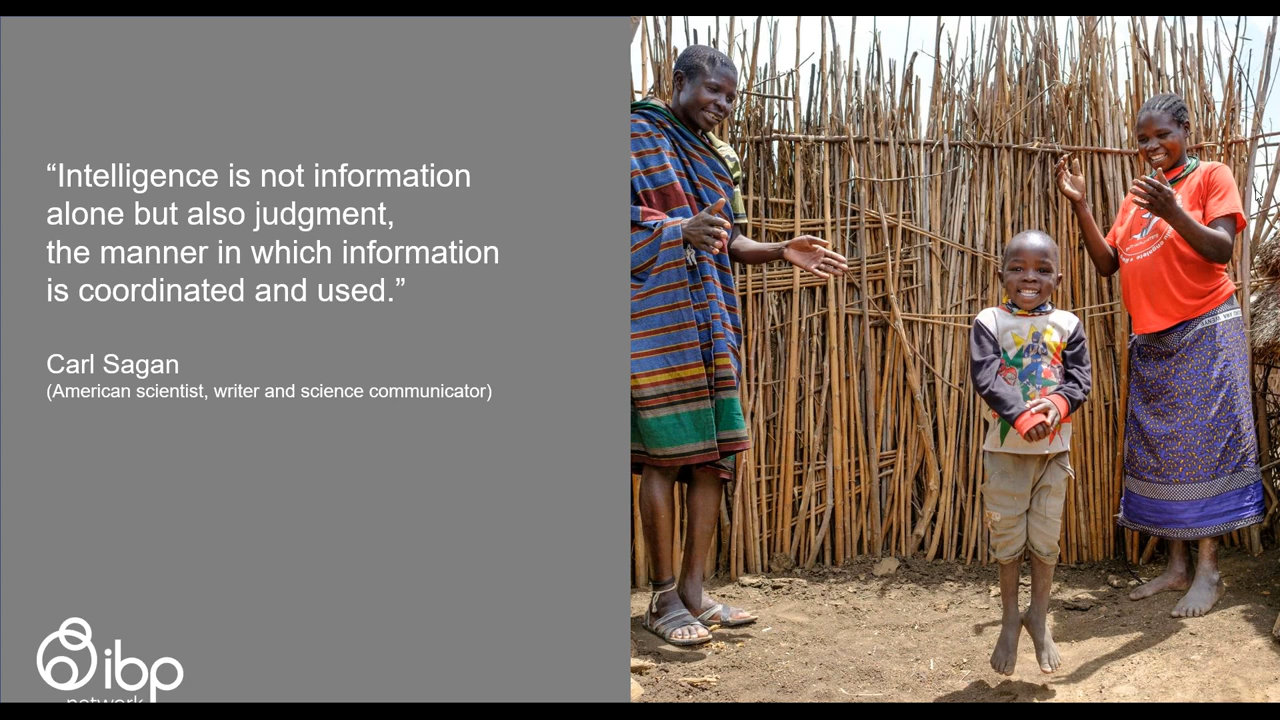 “Intelligence is not information
alone but also judgment,
the manner in which information
is coordinated and used.”
Carl Sagan
(American scientist, writer and science communicator)
ibp
network